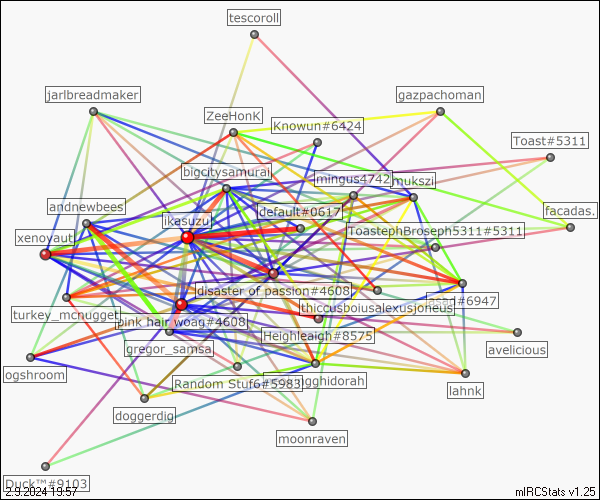 tescoroll
jarlbreadmaker
gazpachoman
ZeeHonK
Knowun#6424
Toast#5311
bigcitysamurai
mingus4742
mukszi
andnewbees
ikasuzu
default#0617
facadas.
xenoyaut
ToastephBroseph5311#5311
disaster of passion#4608
#6947
turkey_mcnugget
thiccusboiusalexusjoneus
pink hair woag#4608
Heighleaigh#8575
gregor_samsa
avelicious
ogshroom
Random Stuf6#5983
gghidorah
lahnk
doggerdig
moonraven
Duck™#9103
2.9.2024 19:57
mIRCStats v1.25